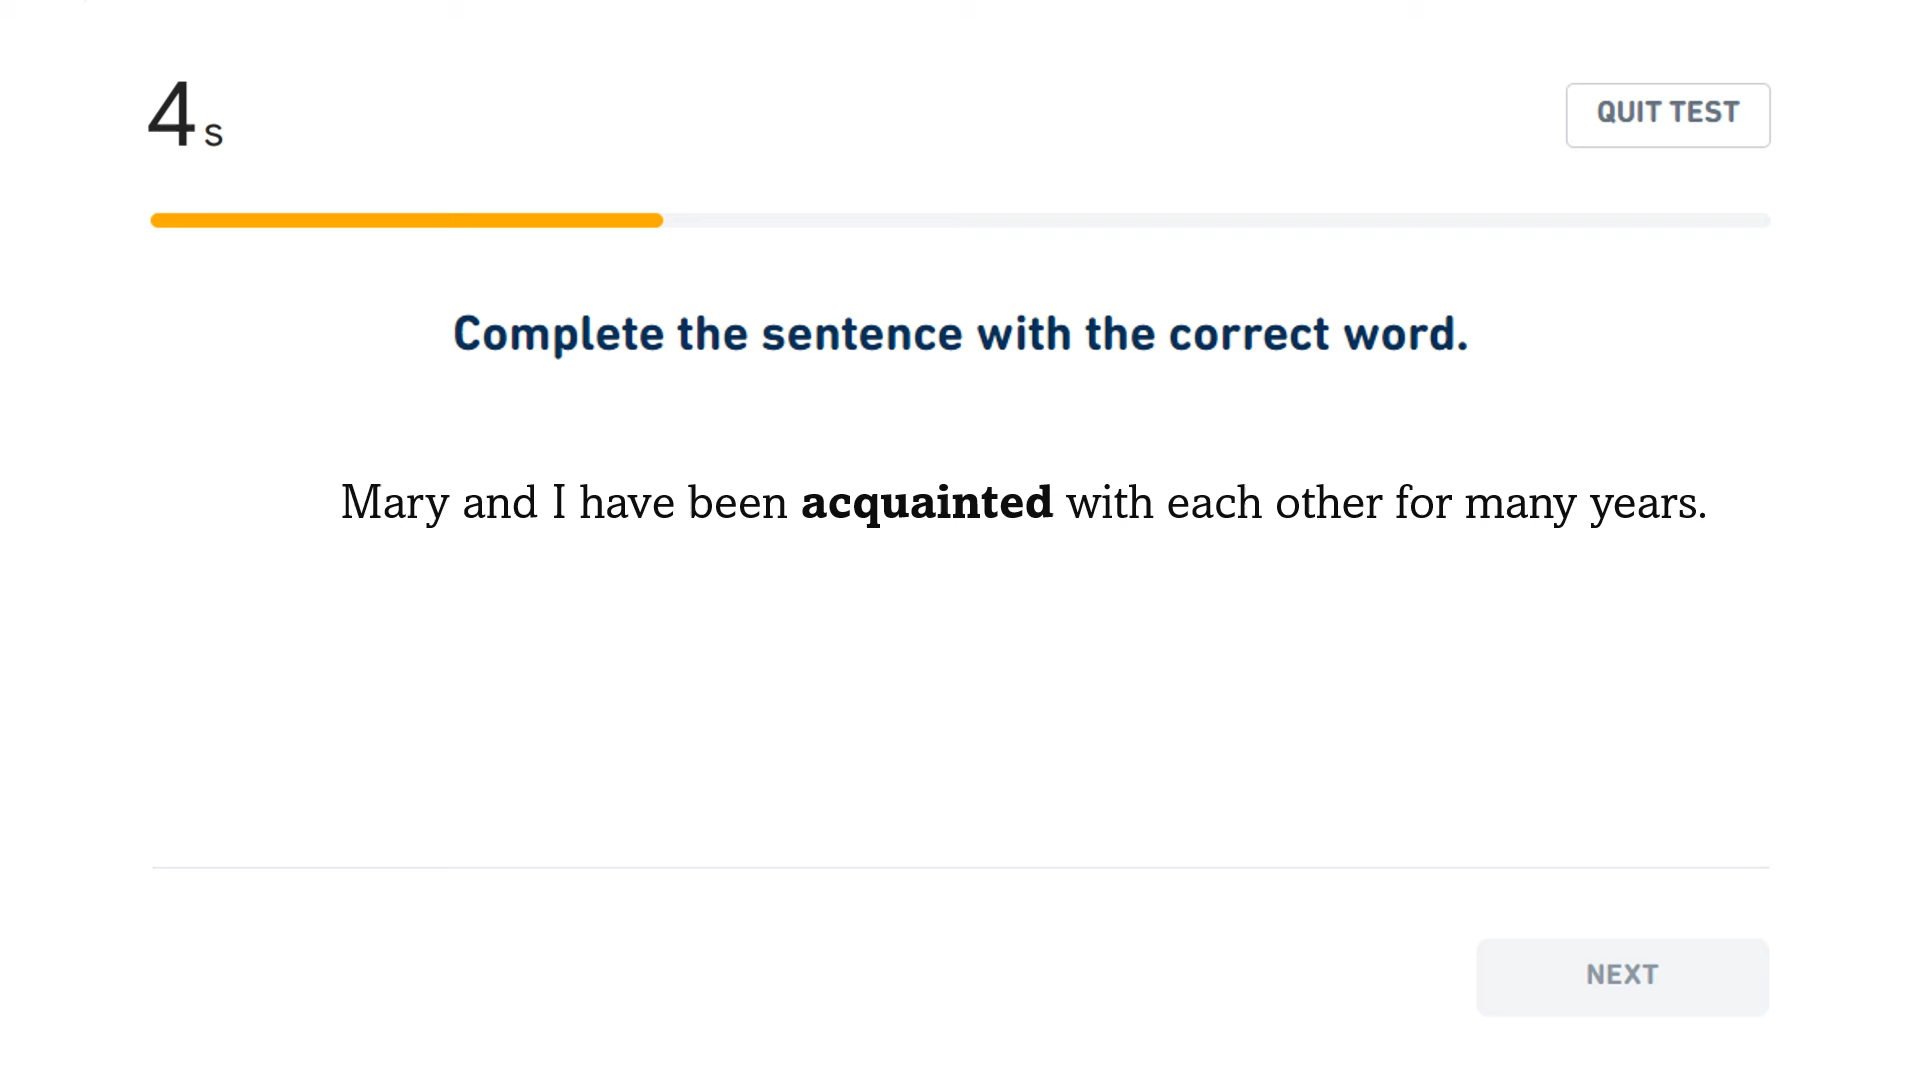 4 s
QUIT TEST
Complete the sentence with the correct word.
Mary and I have been acquainted with each other for many years.
NEXT